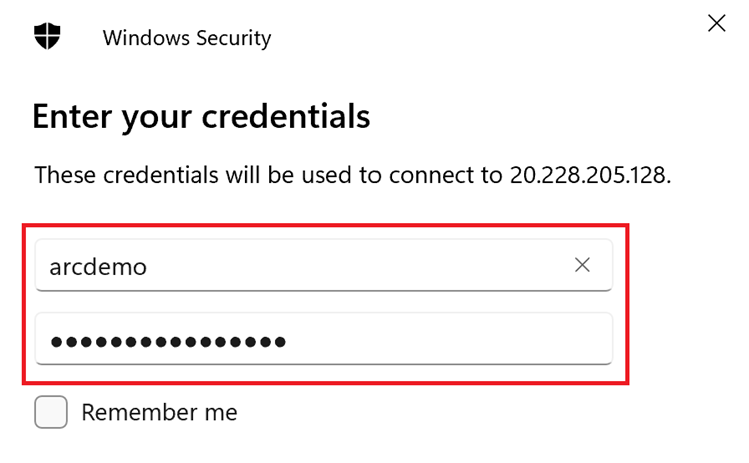 Windows Security
Enter your credentials
These credentials will be used to connect to 20.228.205.128.
arcdemo
●●●●●●●●●●●●●●●●
Remember me